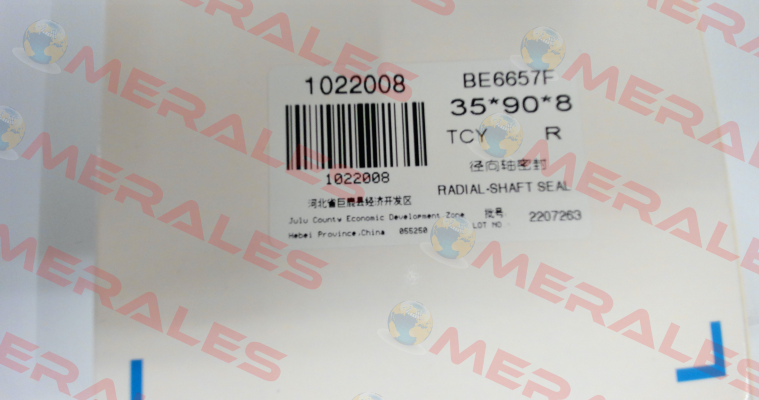 1022008
BE6657F
35*90*8
TCY R
1022008
径向轴密封
RADIAL-SHAFT SEAL
河北省巨鹿县经济开发区
Julu County Economic Development Zone
Hebei Province,China 055250
批号
LOT NO
2207263
MERALES
MERALES
MERALES
MERALES
MERALES
MERALES